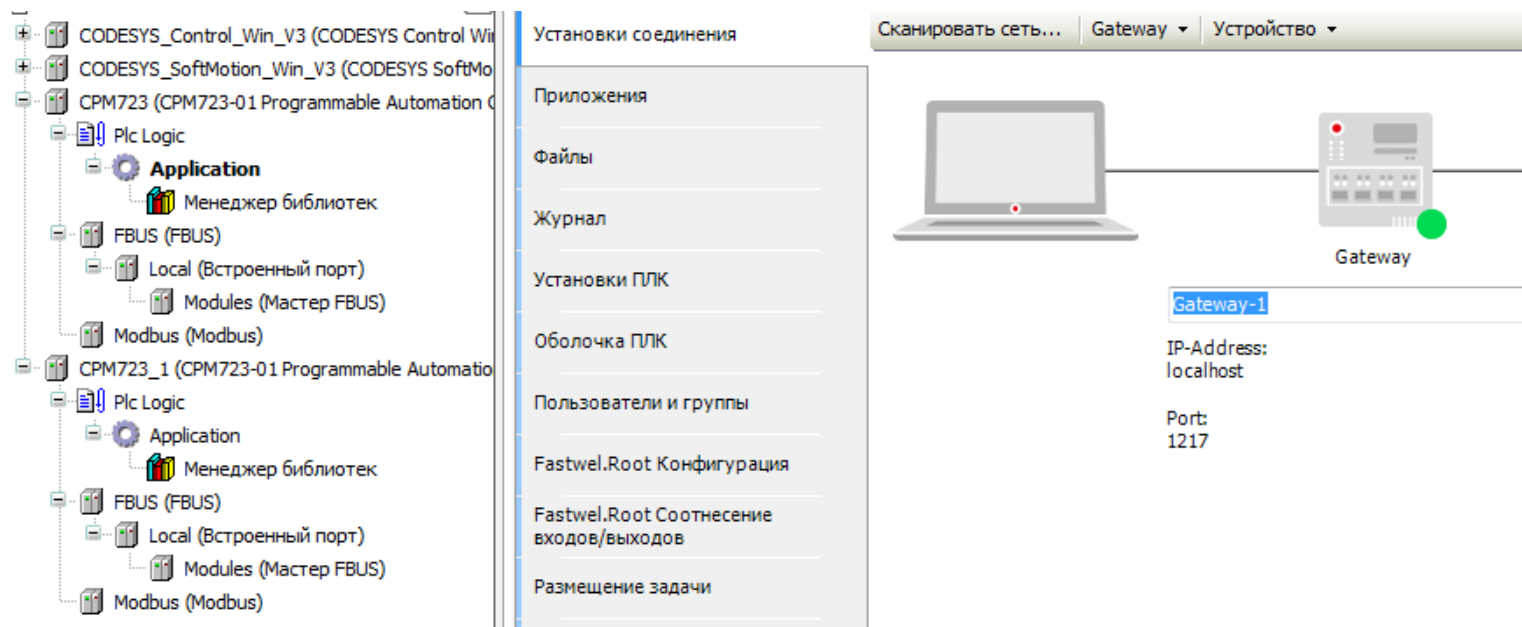 CODESYS_Control_Win_V3 (CODESYS Control Wi
CODESYS_SoftMotion_Win_V3 (CODESYS SoftMo
CPM723 (CPM723-01 Programmable Automation
Plc Logic
Application
Менеджер библиотек
FBUS (FBUS)
Local (Встроенный порт)
Modules (Мастер FBUS)
Modbus (Modbus)
CPM723_1 (CPM723-01 Programmable Automatio
Plc Logic
Application
Менеджер библиотек
FBUS (FBUS)
Local (Встроенный порт)
Modules (Мастер FBUS)
Modbus (Modbus)
Установки соединения
Приложения
Файлы
Журнал
Установки ПЛК
Оболочка ПЛК
Пользователи и группы
Fastwel.Root Конфигурация
Fastwel.Root Соотнесение
входов/выходов
Размещение задачи
Сканировать сеть... Gateway Устройство
Gateway
Gateway-1
IP-Address:
localhost
Port:
1217